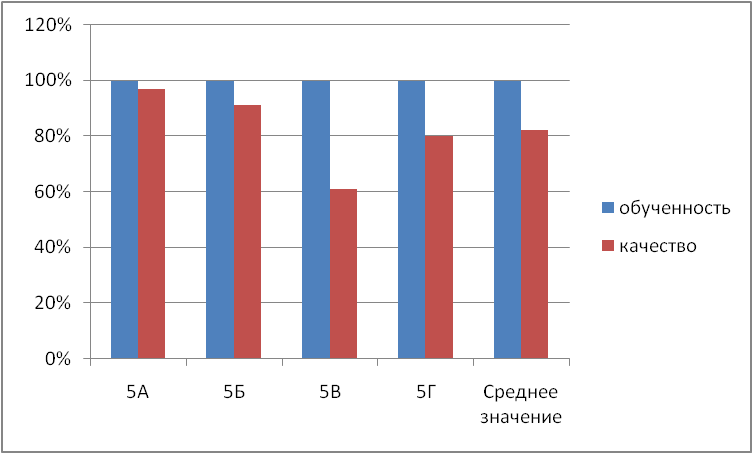 120%
100%
80%
60%
40%
20%
0%
5А
5Б
5В
5Г
Среднее
значение
обученность
качество